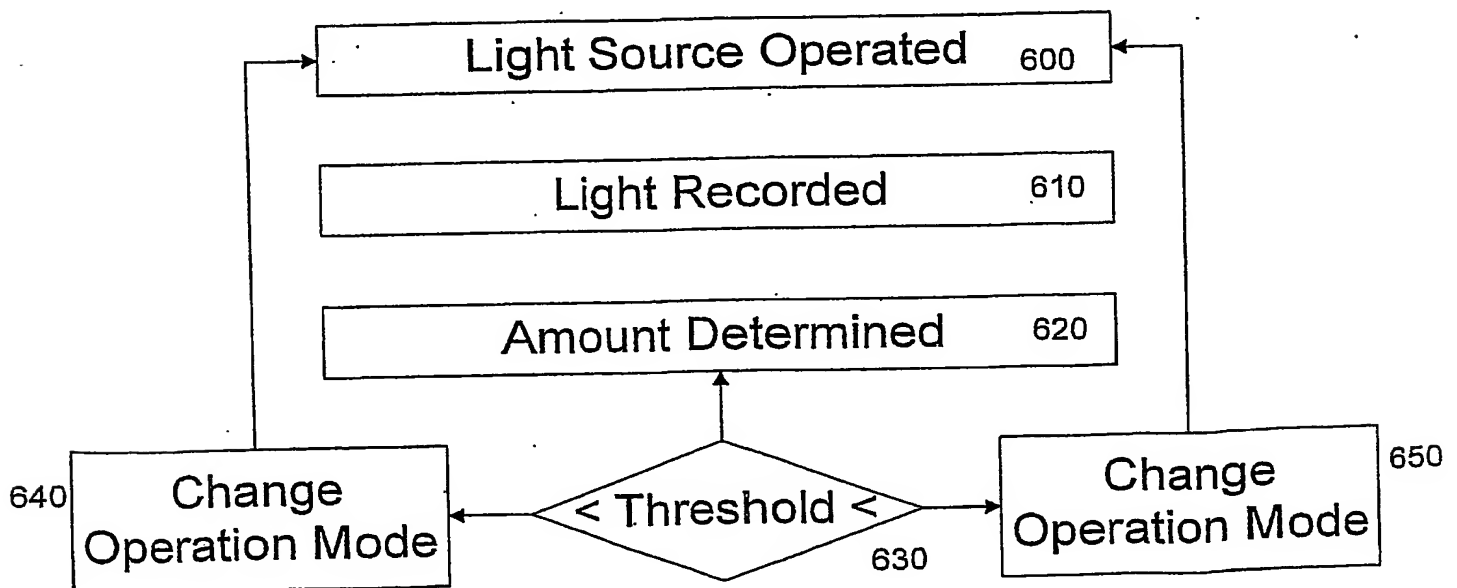 Light Source Operated 600
Light Recorded 610
Amount Determined 620
640 Change
Operation Mode
< Threshold <
630
Change
Operation Mode
650